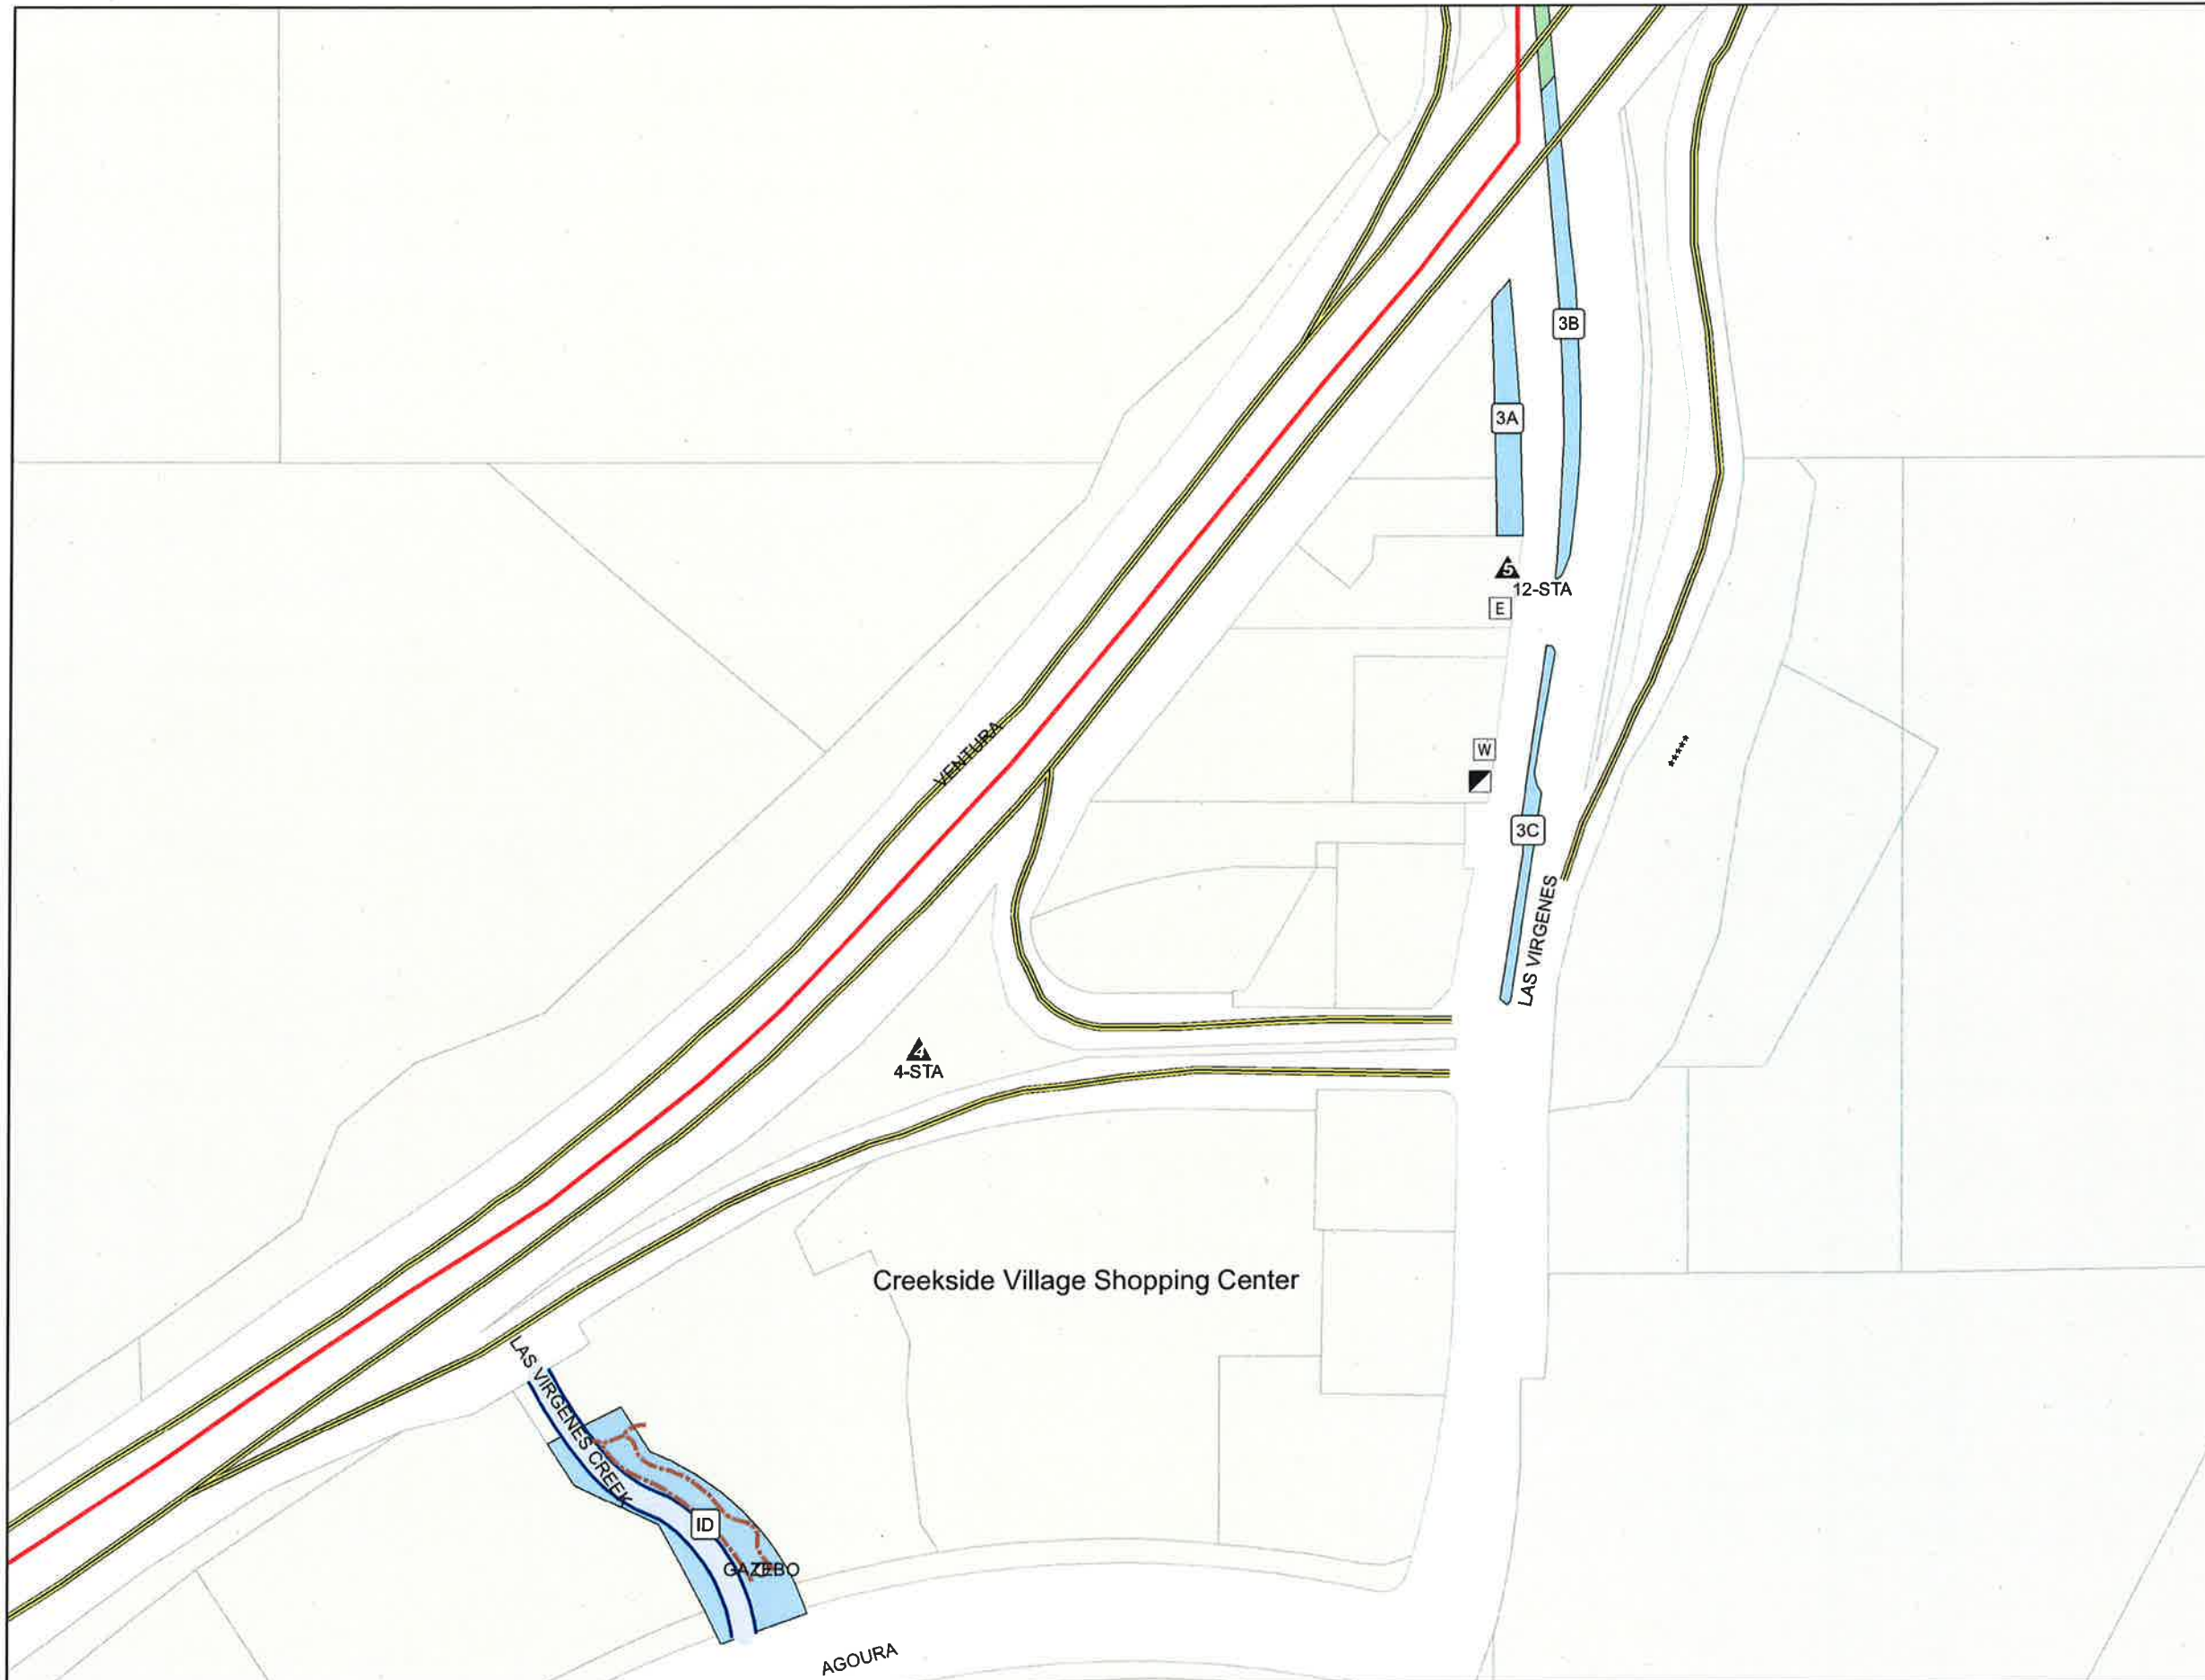 3B
3A
5
12-STA
E
VENTURA
W
*****
3C
LAS VIRGENES
4
4-STA
Creekside Village Shopping Center
LAS VIRGENES CREEK
ID
GAZEBO
AGOURA